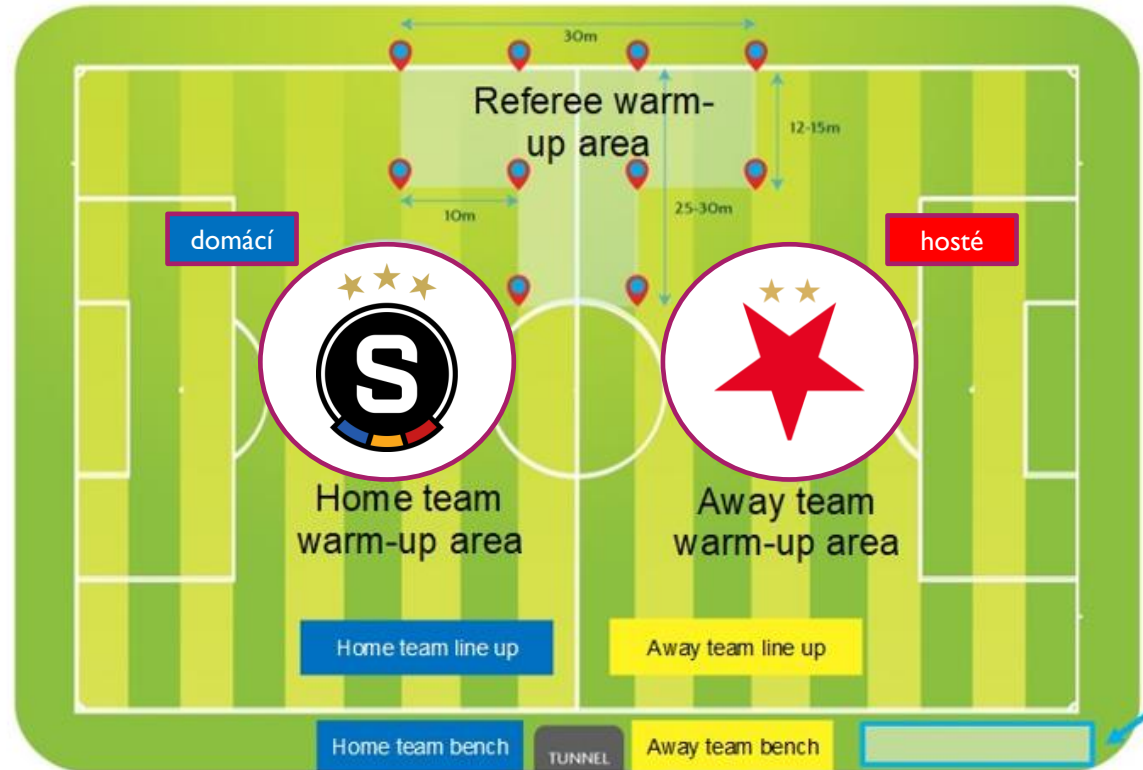 30m
Referee warm-
up area
12-15m
10m
25-30m
domácí
hosté
S
Home team
warm-up area
Away team
warm-up area
Home team line up
Away team line up
Home team bench
TUNNEL
Away team bench